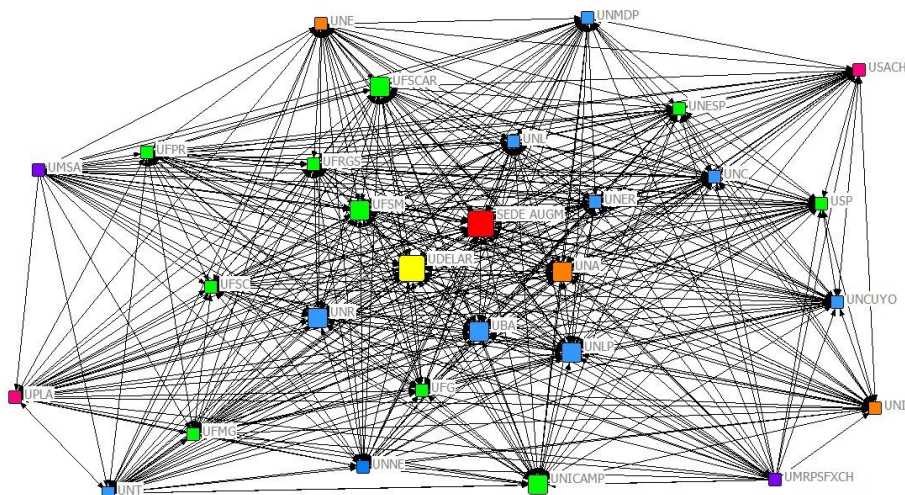 UNE
UNMDP
USACH
UFSCAR
UNESP
UNL
UFPR
UFRGS
UMSA
UNC
UNER
USP
UFSM
SEDE AUGM
UDELAR
UNA
UFSC
UNCUYO
UNR
UBA
UNLP
UFG
UPLA
UNI
UFMG
UNNE
UMRPSFXCH
UNICAMP
UNT